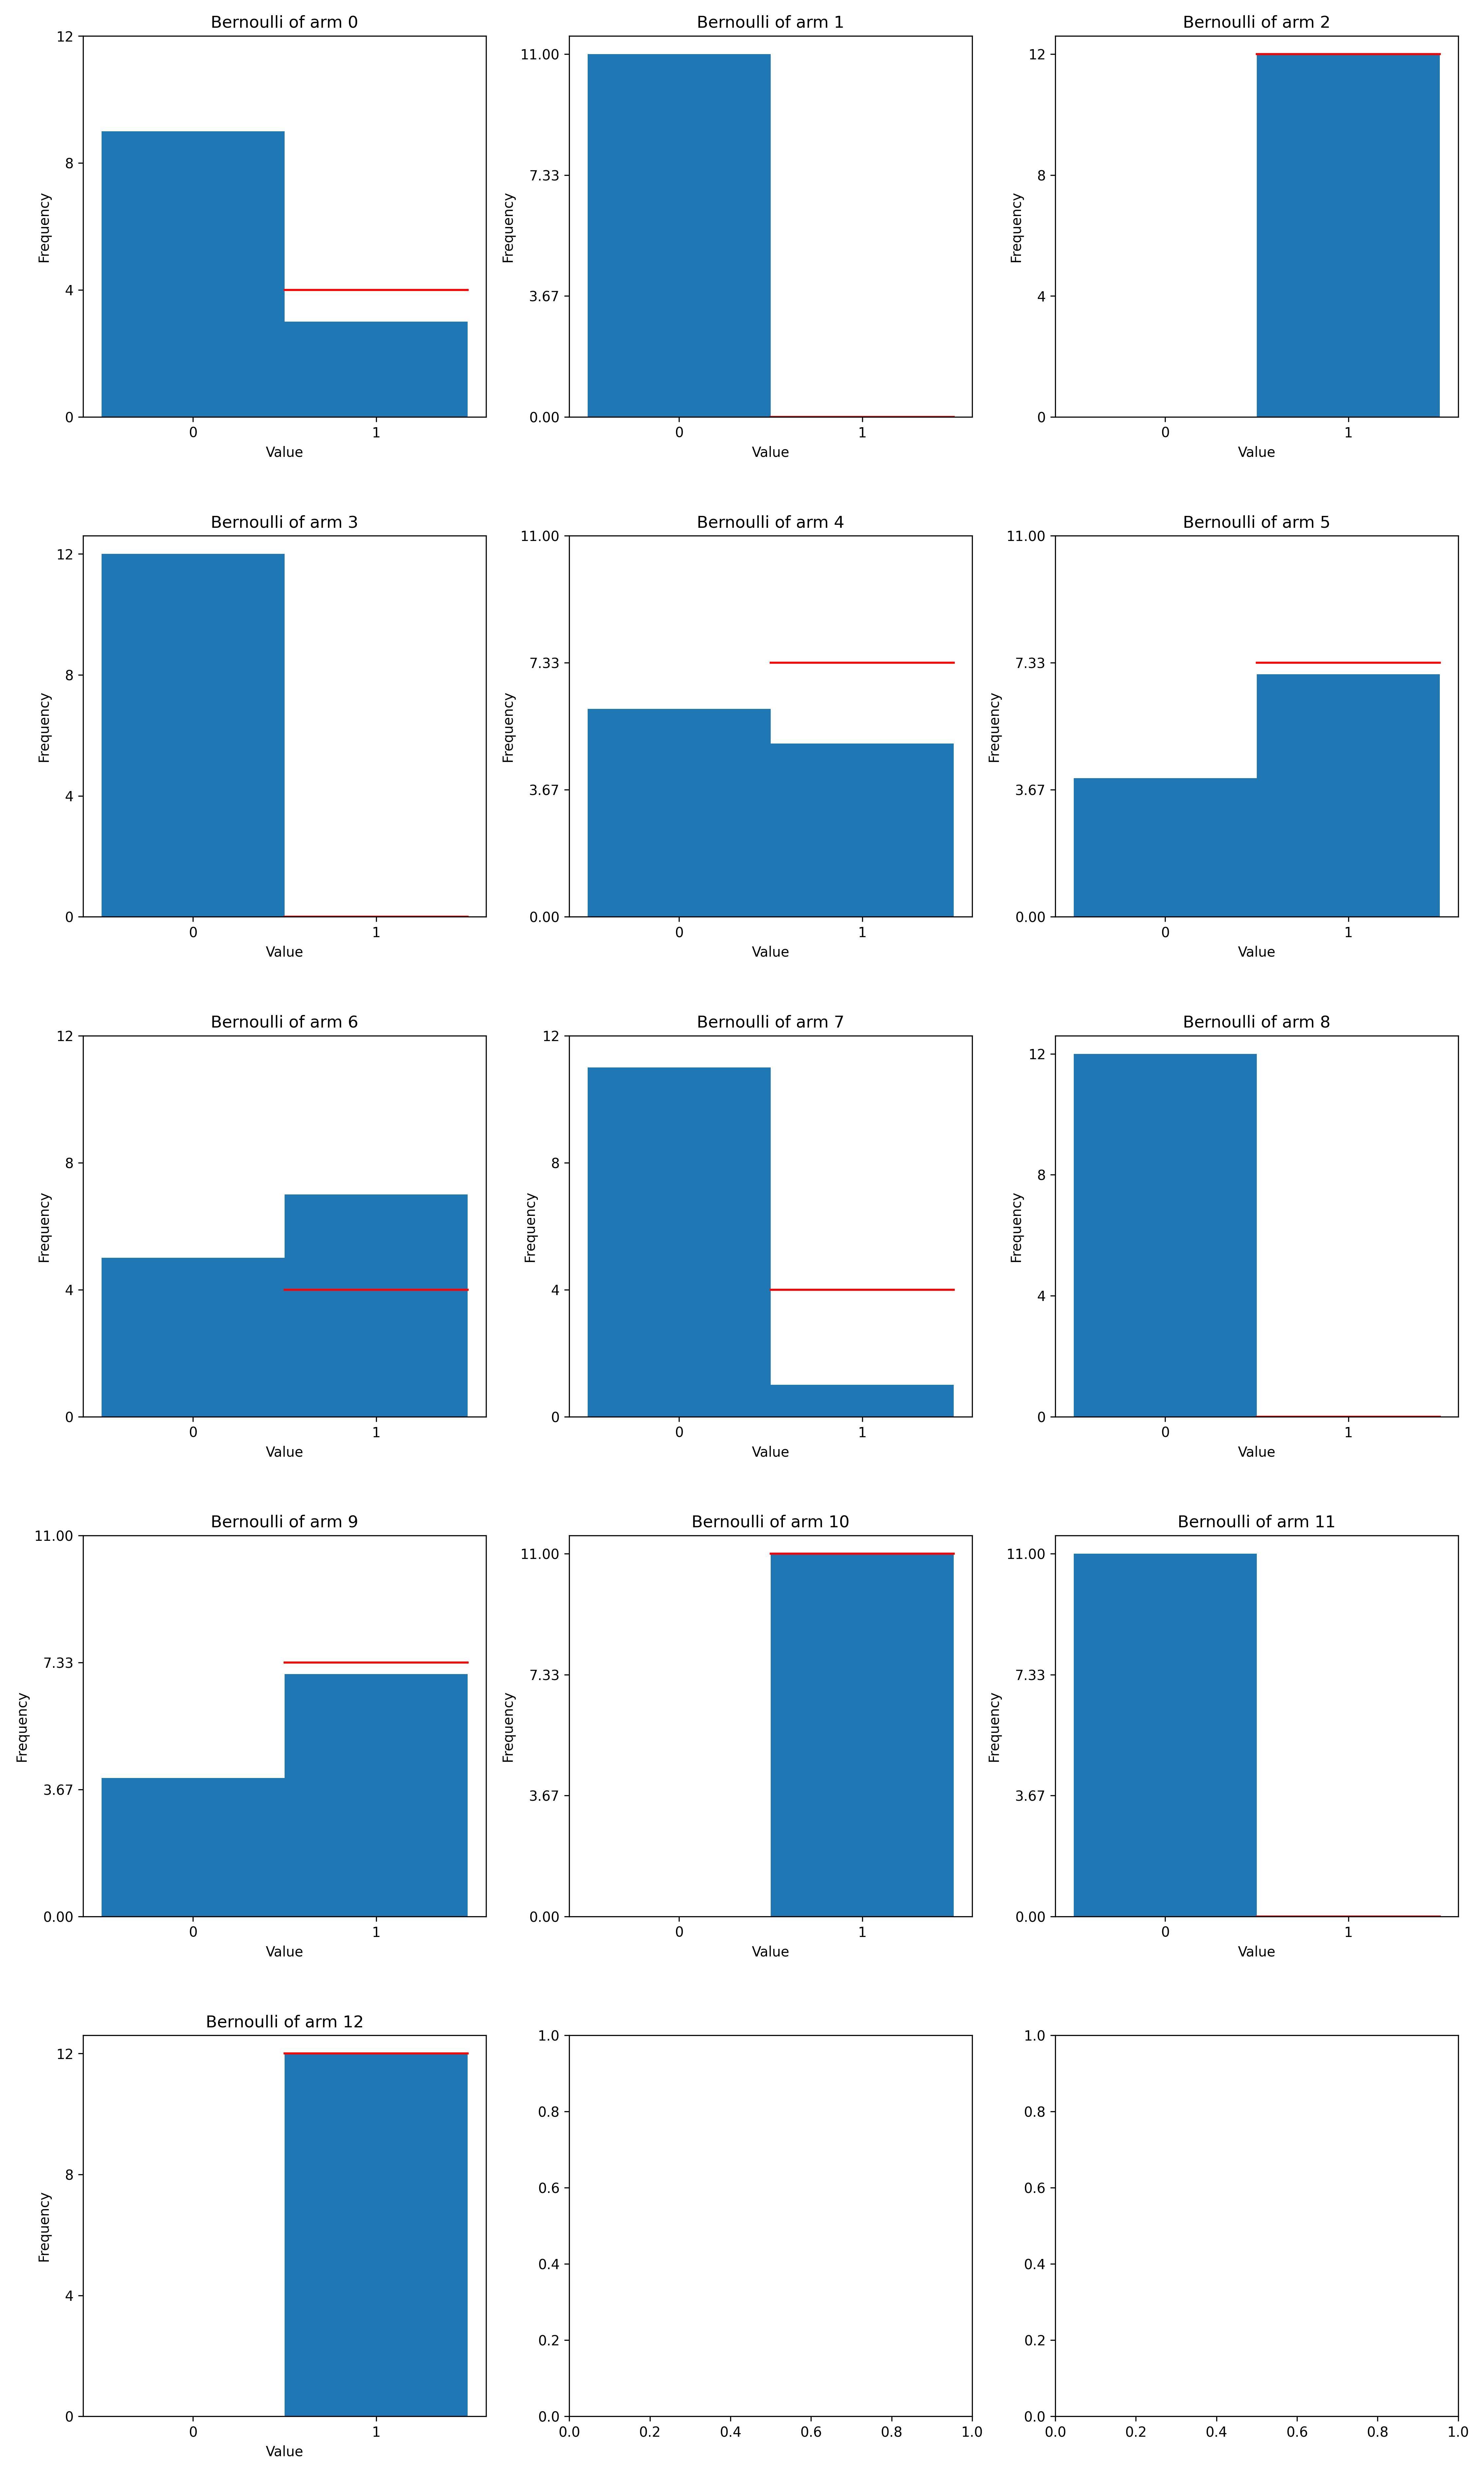 Bernoulli of arm 0
12
8
4
0
Frequency
0 1
Value
Bernoulli of arm 1
11.00
7.33
3.67
0.00
Frequency
0 1
Value
Bernoulli of arm 2
12
8
4
0
Frequency
0 1
Value
Bernoulli of arm 3
12
8
4
0
Frequency
0 1
Value
Bernoulli of arm 4
11.00
7.33
3.67
0.00
Frequency
0 1
Value
Bernoulli of arm 5
11.00
7.33
3.67
0.00
Frequency
0 1
Value
Bernoulli of arm 6
12
8
4
0
Frequency
0 1
Value
Bernoulli of arm 7
12
8
4
0
Frequency
0 1
Value
Bernoulli of arm 8
12
8
4
0
Frequency
0 1
Value
Bernoulli of arm 9
11.00
7.33
3.67
0.00
Frequency
0 1
Value
Bernoulli of arm 10
11.00
7.33
3.67
0.00
Frequency
0 1
Value
Bernoulli of arm 11
11.00
7.33
3.67
0.00
Frequency
0 1
Value
Bernoulli of arm 12
12
8
4
0
Frequency
0 1
Value
1.0
0.8
0.6
0.4
0.2
0.0
0.0 0.2 0.4 0.6 0.8 1.0
1.0
0.8
0.6
0.4
0.2
0.0
0.0 0.2 0.4 0.6 0.8 1.0